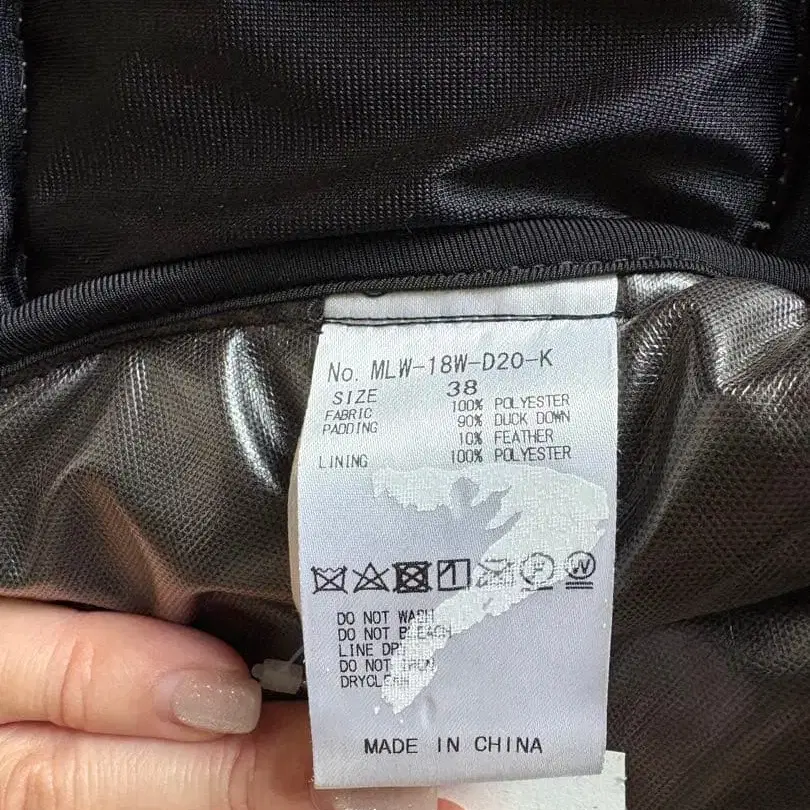 No. MLW-18W-D20-K
SIZE 38
FABRIC 100% POLYESTER
PADDING 90% DUCK DOWN
10% FEATHER
LINING 100% POLYESTER
P W
DO NOT WASH
DO NOT BLEACH
LINE DRY
DO NOT IRON
DRYCLEAN
MADE IN CHINA